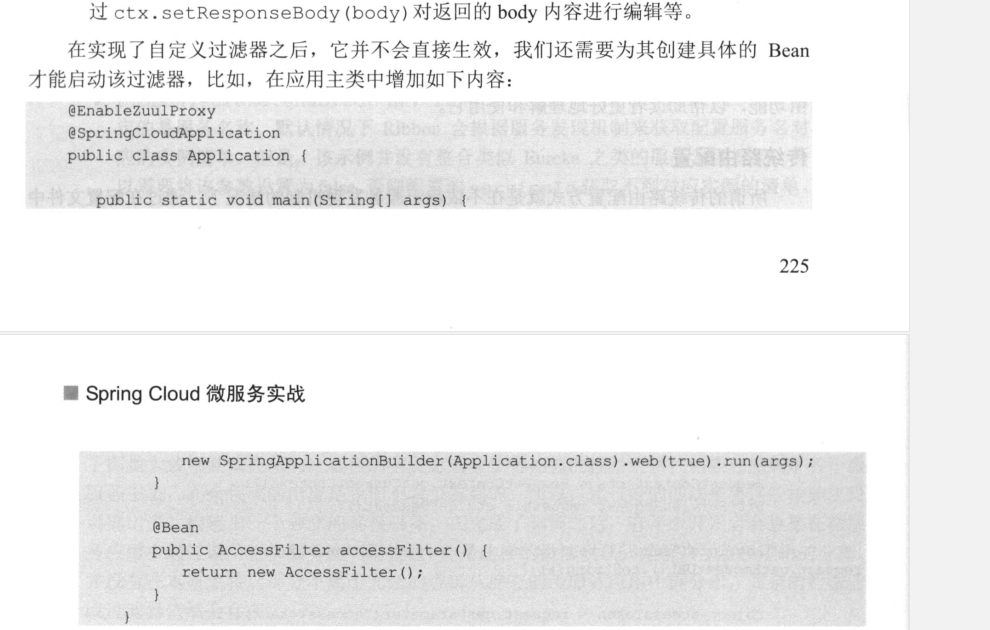 过 ctx.setResponseBody(body)对返回的 body 内容进行编辑等。
在实现了自定义过滤器之后，它并不会直接生效，我们还需要为其创建具体的 Bean
才能启动该过滤器，比如，在应用主类中增加如下内容：
@EnableZuulProxy
@SpringCloudApplication
public class Application {
public static void main(String[] args) {
225
Spring Cloud 微服务实战
new SpringApplicationBuilder(Application.class).web(true).run(args);
}
@Bean
public AccessFilter accessFilter() {
return new AccessFilter();
}
}